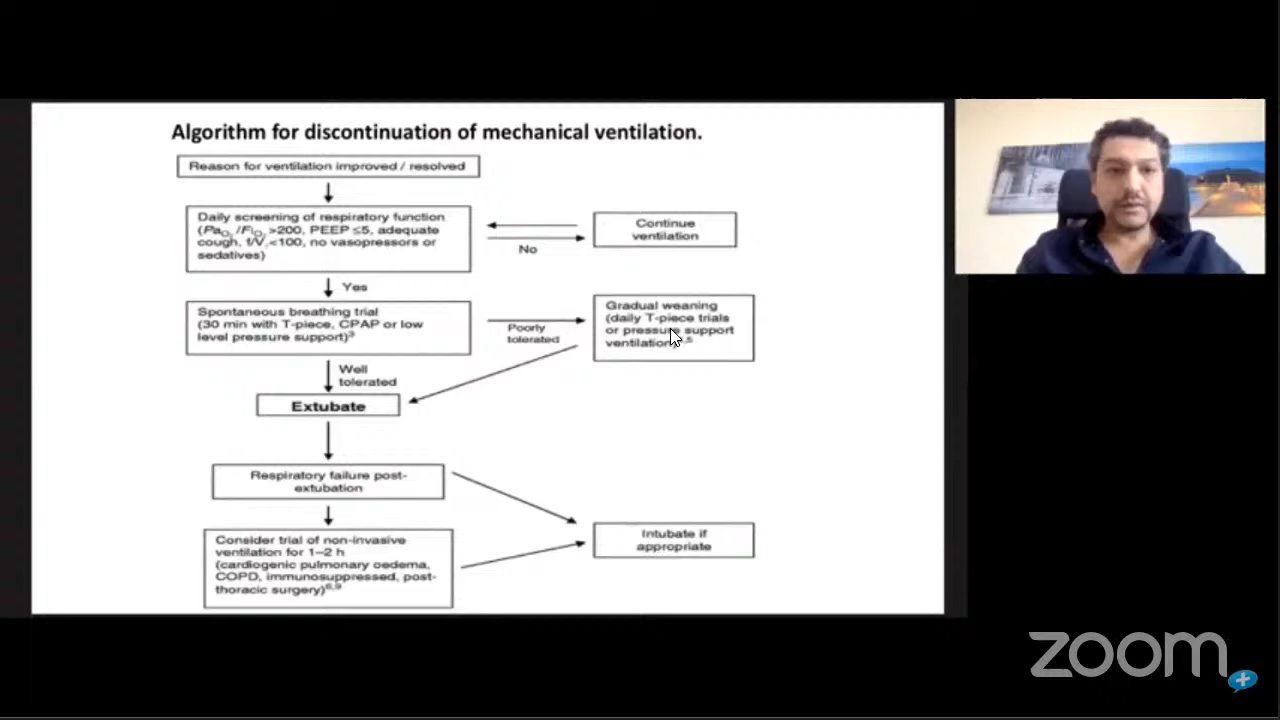 Algorithm for discontinuation of mechanical ventilation.
Reason for ventilation improved / resolved
Daily screening of respiratory function
(PaO2/FIO2 >200, PEEP ≤5, adequate
cough, f/VT <100, no vasopressors or
sedatives)
No
Continue
ventilation
Yes
Spontaneous breathing trial
(30 min with T-piece, CPAP or low
level pressure support)3
Poorly
tolerated
Gradual weaning
(daily T-piece trials
or pressure support
ventilation)
Well
tolerated
Extubate
Respiratory failure post-
extubation
Consider trial of non-invasive
ventilation for 1–2 h
(cardiogenic pulmonary oedema,
COPD, immunosuppressed, post-
thoracic surgery)6,9
Intubate if
appropriate
zoom